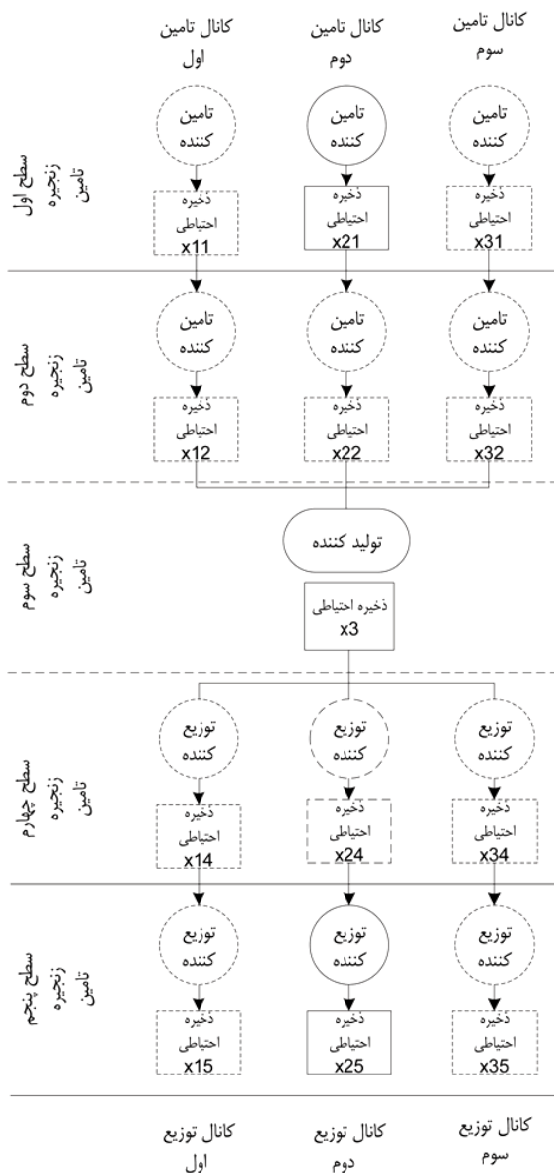 کانال تامین
اول
کانال تامین
دوم
کانال تامین
سوم
سطح اول
زنجیره
تامین
تامین
کننده
تامین
کننده
تامین
کننده
ذخیره
احتیاطی
x11
ذخیره
احتیاطی
x21
ذخیره
احتیاطی
x31
سطح دوم
زنجیره
تامین
تامین
کننده
تامین
کننده
تامین
کننده
ذخیره
احتیاطی
x12
ذخیره
احتیاطی
x22
ذخیره
احتیاطی
x32
سطح سوم
زنجیره
تامین
تولید کننده
ذخیره احتیاطی
x3
سطح چهارم
زنجیره
تامین
توزیع
کننده
توزیع
کننده
توزیع
کننده
ذخیره
احتیاطی
x14
ذخیره
احتیاطی
x24
ذخیره
احتیاطی
x34
سطح پنجم
زنجیره
تامین
توزیع
کننده
توزیع
کننده
توزیع
کننده
ذخیره
احتیاطی
x15
ذخیره
احتیاطی
x25
ذخیره
احتیاطی
x35
کانال توزیع
اول
کانال توزیع
دوم
کانال توزیع
سوم